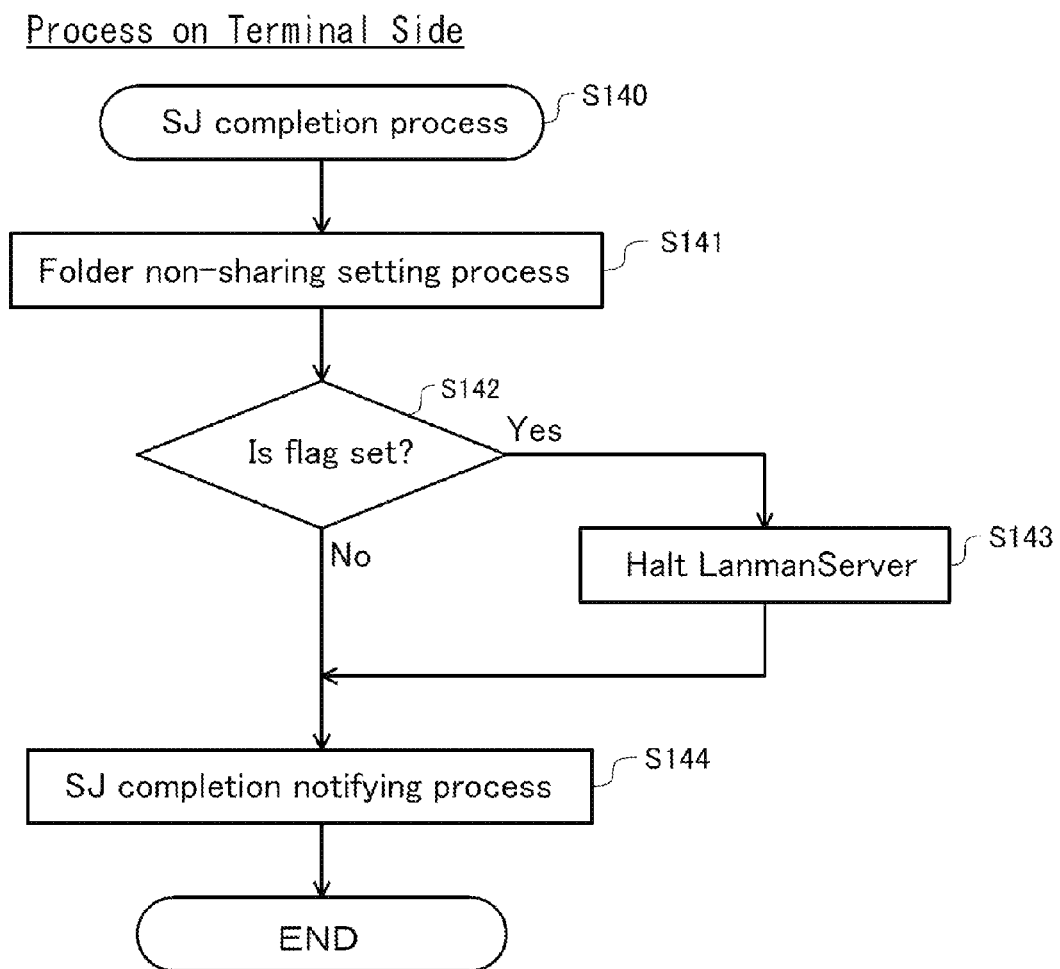 Process on Terminal Side
SJ completion process
S140
Folder non-sharing setting process
S141
S142
Is flag set?
Yes
No
Halt LanmanServer
S143
SJ completion notifying process
S144
END